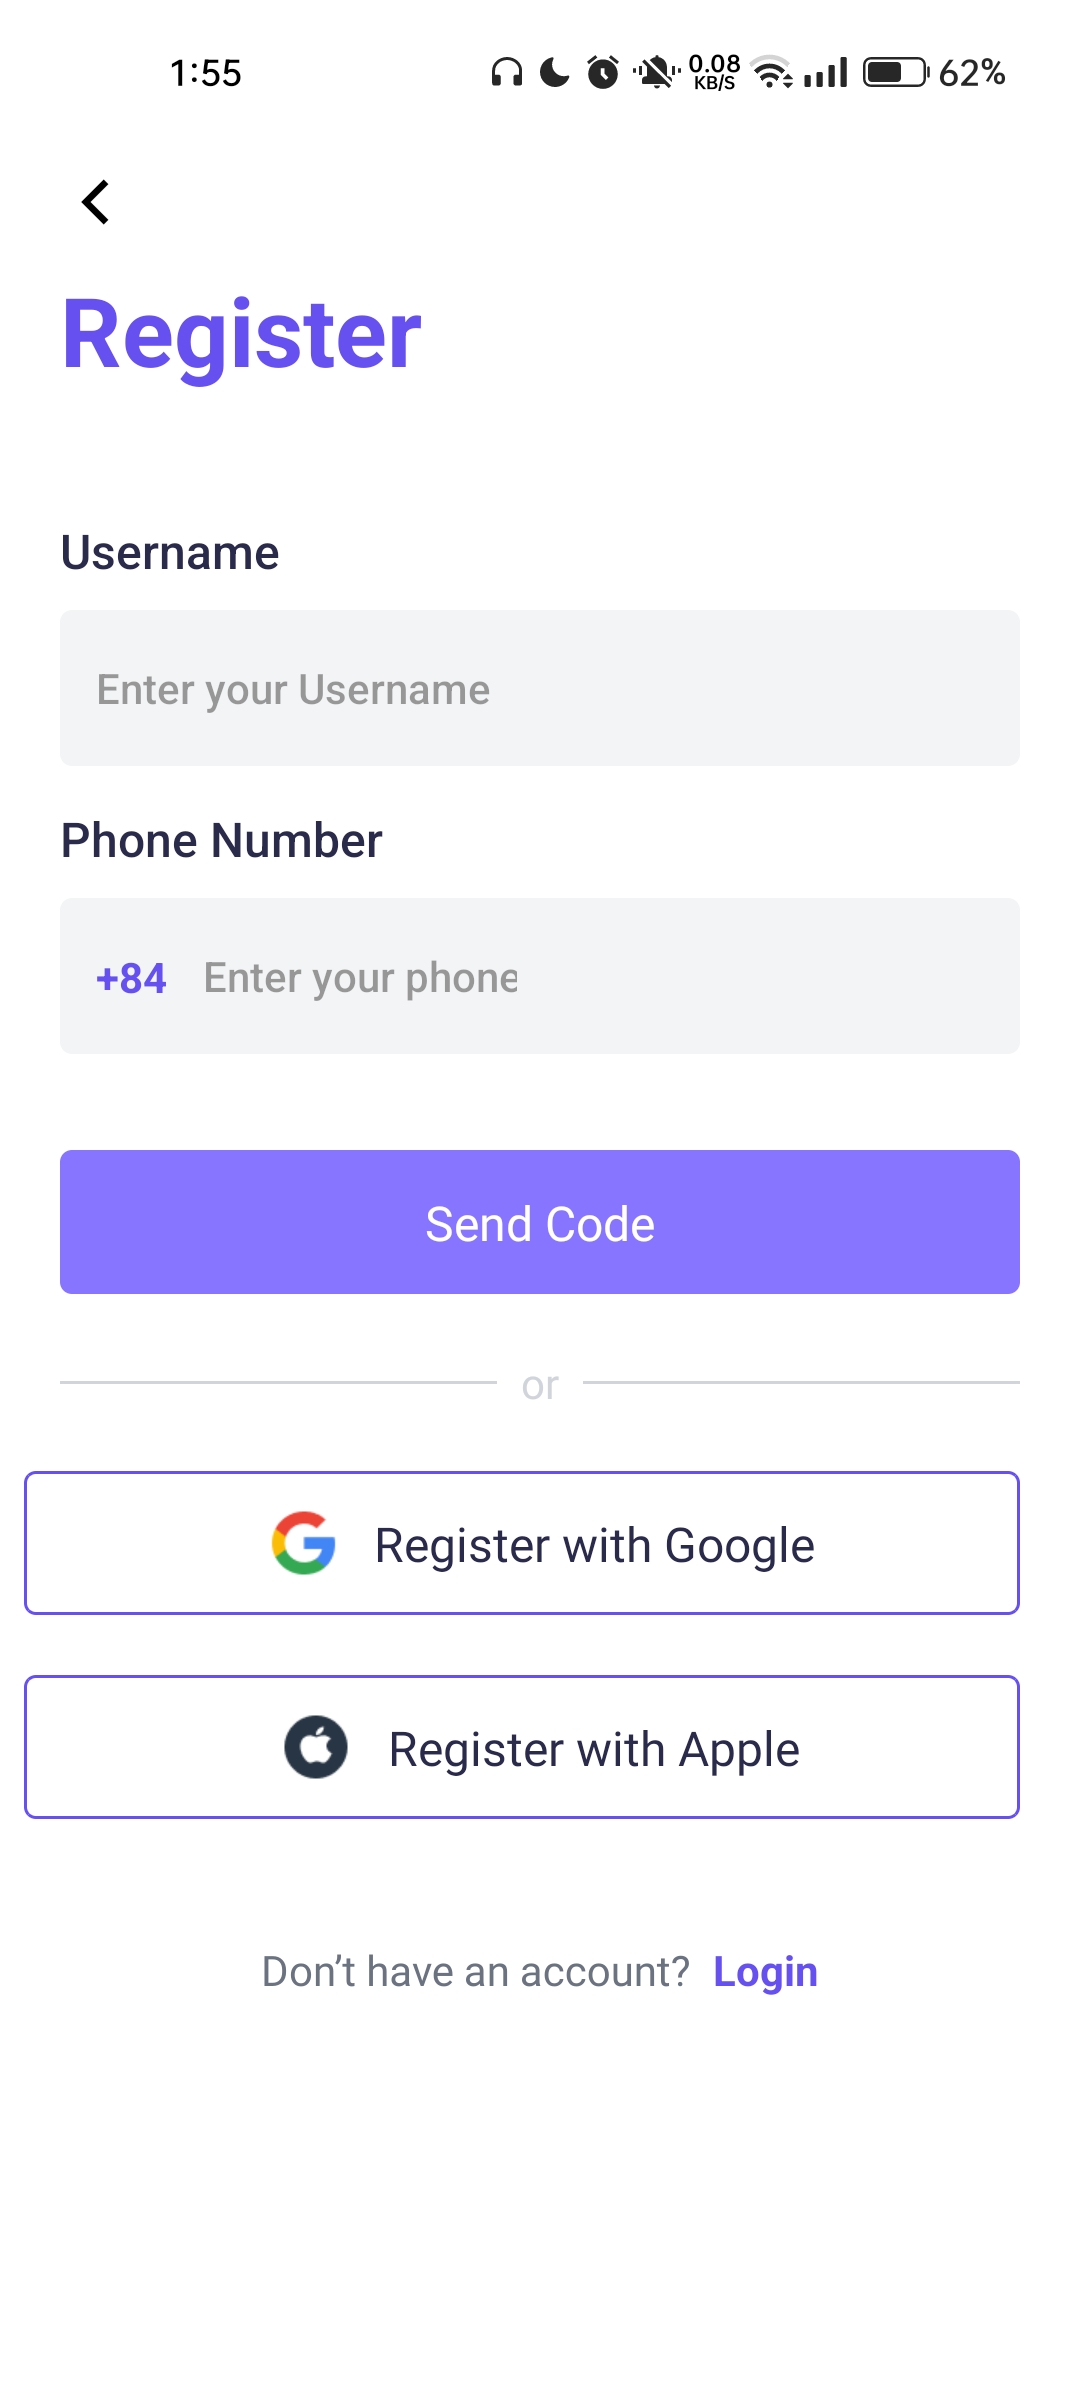 1:55
0.08
KB/S
62%
Register
Username
Enter your Username
Phone Number
+84 Enter your phone
Send Code
or
Register with Google
Register with Apple
Don’t have an account? Login